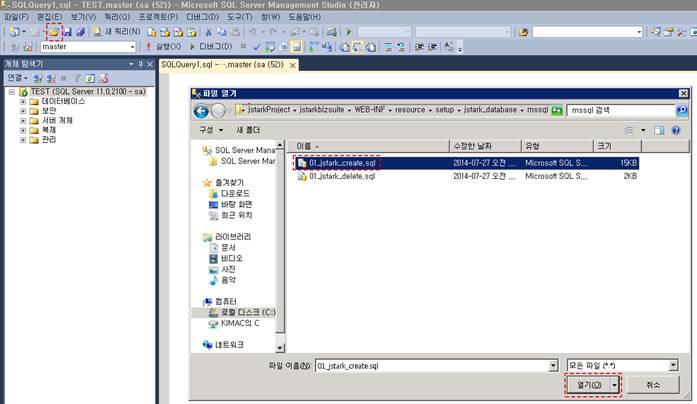 SQLQuery1.sql - TEST.master (sa (52)) - Microsoft SQL Server Management Studio (관리자)
파일(F) 편집(E) 보기(V) 쿼리(Q) 프로젝트(P) 디버그(D) 도구(T) 창(W) 도움말(H)
새 쿼리(N)
master 실행(X) 디버그(D)
개체 탐색기
연결
TEST (SQL Server 11.0.2100 - sa)
데이터베이스
보안
서버 개체
복제
관리
SQLQuery1.sql -...master (sa (52))
파일 열기
jstarkProject jstarkbizsuite WEB-INF resource setup jstark_database mssql
mssql 검색
구성 새 폴더
SQL Server Mana
SQL Server Mar
즐겨찾기
다운로드
바탕 화면
최근 위치
라이브러리
문서
비디오
사진
음악
컴퓨터
로컬 디스크 (C:)
KIMAC의 C
네트워크
이름 수정한 날짜 유형 크기
01_jstark_create.sql 2014-07-27 오전 ... Microsoft SQL S... 15KB
01_jstark_delete.sql 2014-07-27 오전 ... Microsoft SQL S... 2KB
파일 이름(N): 01_jstark_create.sql 모든 파일 (*.*)
열기(O) 취소